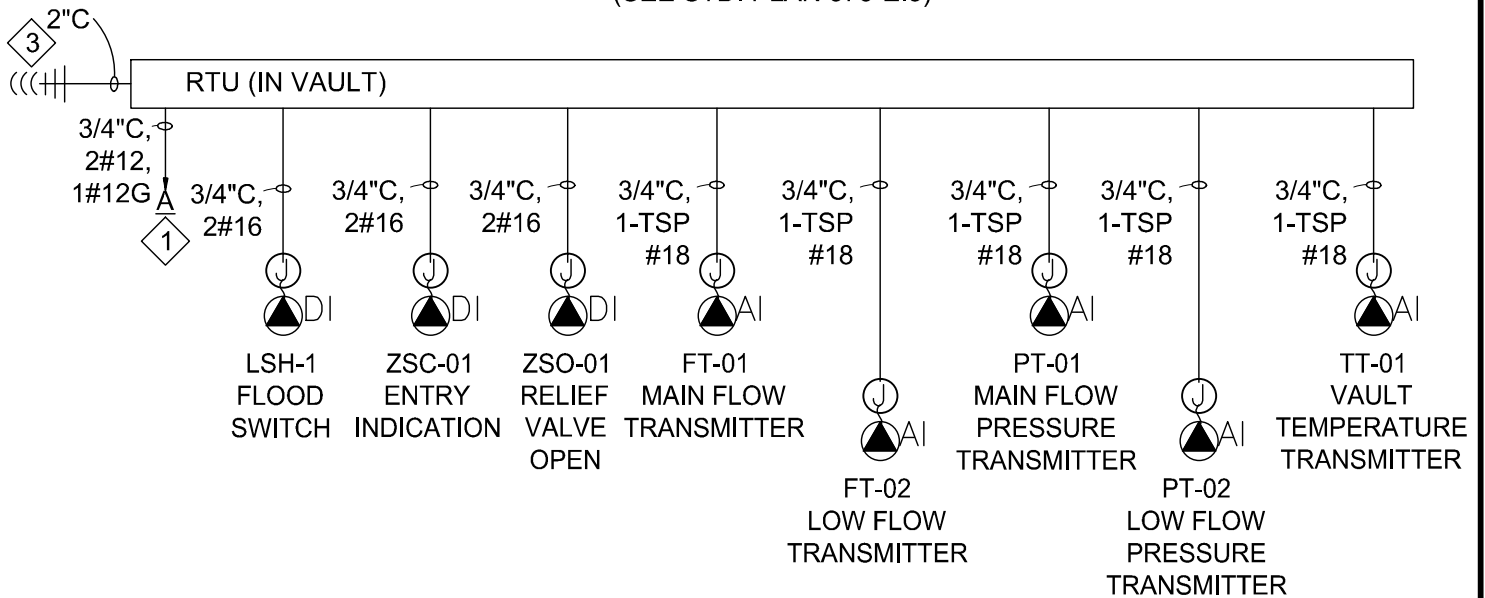 3
2"C
RTU (IN VAULT)
3/4"C,
2#12,
1#12G
A
1
3/4"C,
2#16
J
DI
LSH-1
FLOOD
SWITCH
3/4"C,
2#16
J
DI
ZSC-01
ENTRY
INDICATION
3/4"C,
2#16
J
DI
ZSO-01
RELIEF
VALVE
OPEN
3/4"C,
1-TSP
#18
J
AI
FT-01
MAIN FLOW
TRANSMITTER
3/4"C,
1-TSP
#18
J
AI
FT-02
LOW FLOW
TRANSMITTER
3/4"C,
1-TSP
#18
J
AI
PT-01
MAIN FLOW
PRESSURE
TRANSMITTER
3/4"C,
1-TSP
#18
J
AI
PT-02
LOW FLOW
PRESSURE
TRANSMITTER
3/4"C,
1-TSP
#18
J
AI
TT-01
VAULT
TEMPERATURE
TRANSMITTER